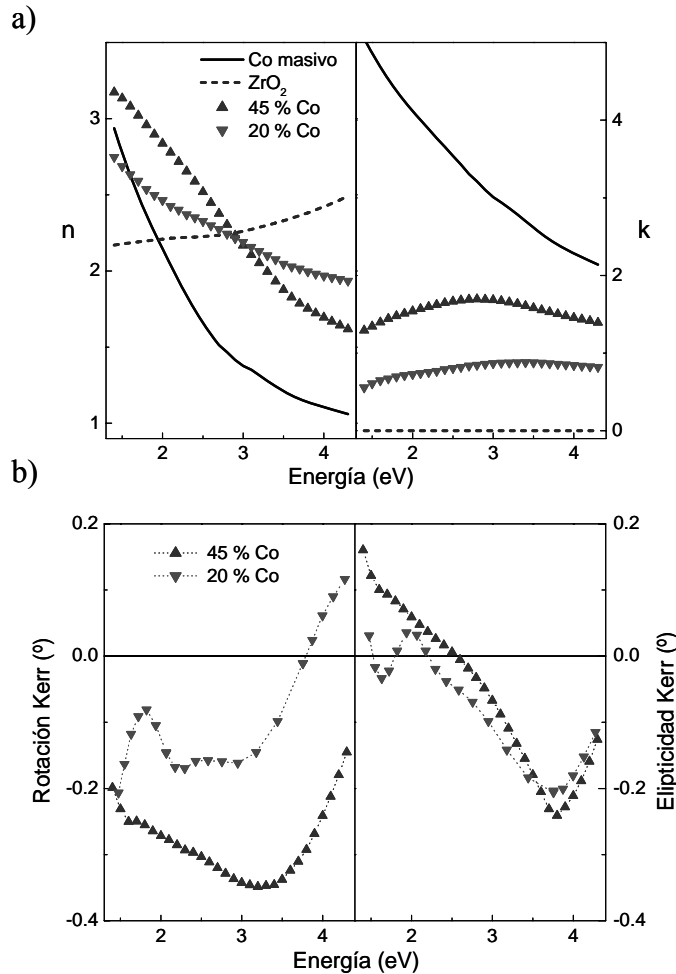 a)
Co masivo
ZrO2
45 % Co
20 % Co
3
2
1
n
4
2
0
k
2
3
4
2
3
4
Energía (eV)
b)
45 % Co
20 % Co
0.2
0.0
-0.2
-0.4
Rotación Kerr (º)
0.2
0.0
-0.2
-0.4
Elipticidad Kerr (º)
2
3
4
2
3
4
Energía (eV)